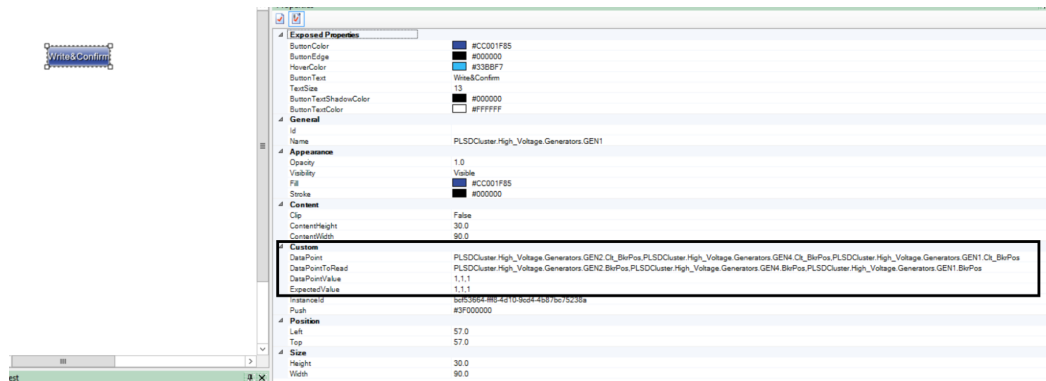 Write&Confirm
Exposed Properties
ButtonColor #CC001F85
ButtonEdge #000000
HoverColor #33BBF7
ButtonText Write&Confirm
TextSize 13
ButtonTextShadowColor #000000
ButtonTextColor #FFFFFF
General
Id
Name PLSDCluster.High_Voltage.Generators.GEN1
Appearance
Opacity 1.0
Visibility Visible
Fill #CC001F85
Stroke #000000
Content
Clip False
ContentHeight 30.0
ContentWidth 90.0
Custom
DataPoint PLSDCluster.High_Voltage.Generators.GEN2.Clt_BkrPos,PLSDCluster.High_Voltage.Generators.GEN4.Clt_BkrPos,PLSDCluster.High_Voltage.Generators.GEN1.Clt_BkrPos
DataPointToRead PLSDCluster.High_Voltage.Generators.GEN2.BkrPos,PLSDCluster.High_Voltage.Generators.GEN4.BkrPos,PLSDCluster.High_Voltage.Generators.GEN1.BkrPos
DataPointValue 1,1,1
ExpectedValue 1,1,1
InstanceId
Push #3F000000
Position
Left 57.0
Top 57.0
Size
Height 30.0
Width 90.0
est